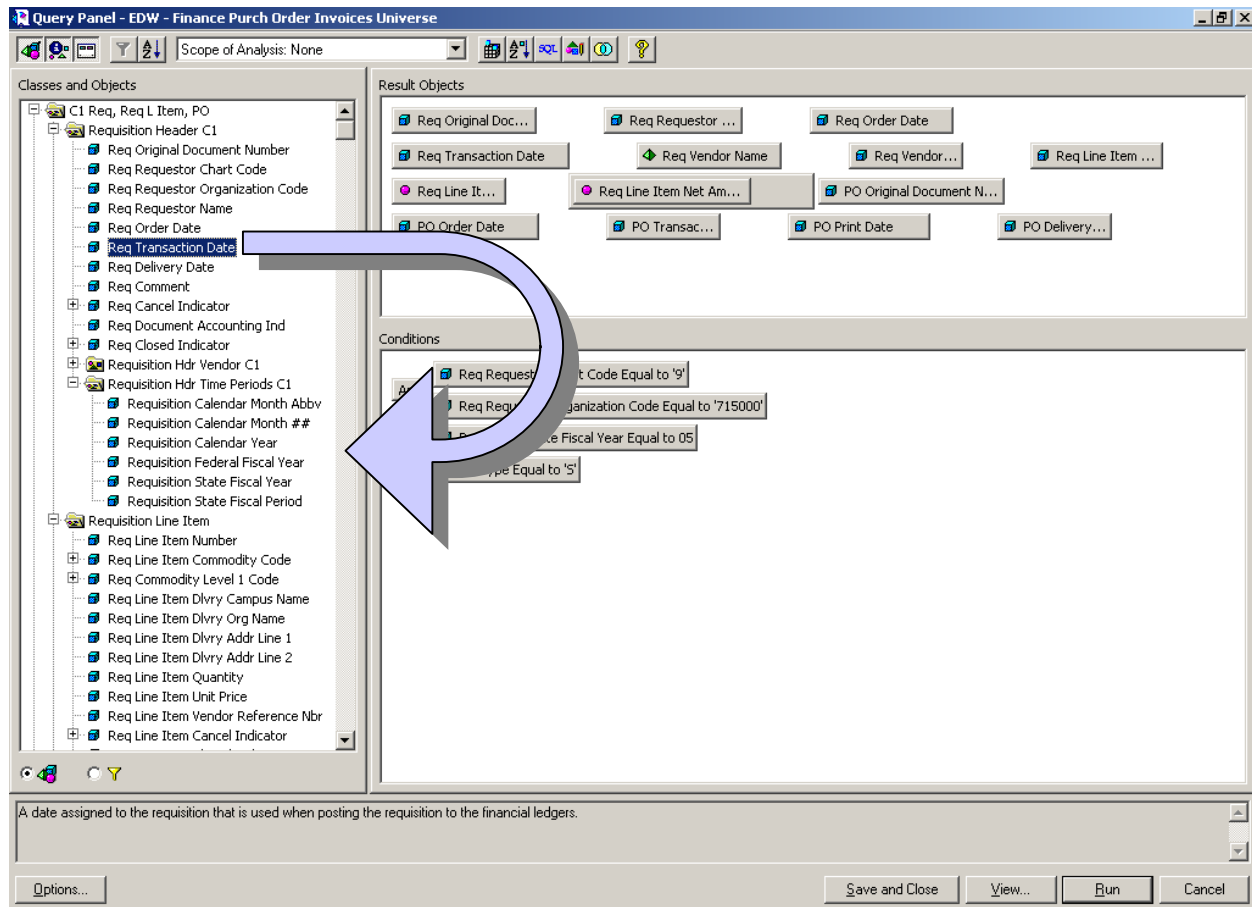 Query Panel - EDW - Finance Purch Order Invoices Universe
Scope of Analysis: None
SQL
Classes and Objects
C1 Req, Req L Item, PO
Requisition Header C1
Req Original Document Number
Req Requestor Chart Code
Req Requestor Organization Code
Req Requestor Name
Req Order Date
Req Transaction Date
Req Delivery Date
Req Comment
Req Cancel Indicator
Req Document Accounting Ind
Req Closed Indicator
Requisition Hdr Vendor C1
Requisition Hdr Time Periods C1
Requisition Calendar Month Abbv
Requisition Calendar Month ##
Requisition Calendar Year
Requisition Federal Fiscal Year
Requisition State Fiscal Year
Requisition State Fiscal Period
Requisition Line Item
Req Line Item Number
Req Line Item Commodity Code
Req Commodity Level 1 Code
Req Line Item Dlvry Campus Name
Req Line Item Dlvry Org Name
Req Line Item Dlvry Addr Line 1
Req Line Item Dlvry Addr Line 2
Req Line Item Quantity
Req Line Item Unit Price
Req Line Item Vendor Reference Nbr
Req Line Item Cancel Indicator
Result Objects
Req Original Doc... Req Requestor ... Req Order Date
Req Transaction Date Req Vendor Name Req Vendor... Req Line Item ...
Req Line It... Req Line Item Net Am... PO Original Document N...
PO Order Date PO Transac... PO Print Date PO Delivery...
Conditions
Req Request Code Equal to '9'
Req Code Equal to '715000'
Fiscal Year Equal to 05
Equal to 'S'
A date assigned to the requisition that is used when posting the requisition to the financial ledgers.
Options... Save and Close View... Run Cancel